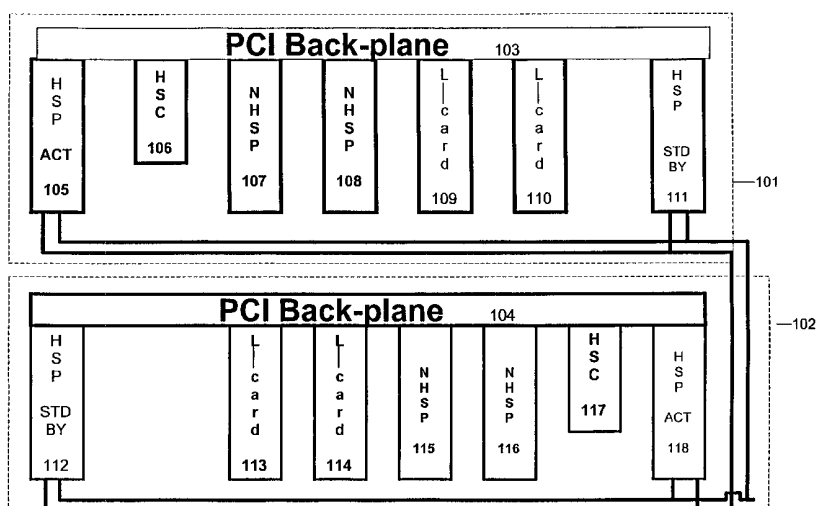 PCI Back-plane 103
HSP ACT 105
HSC 106
NHSP 107
NHSP 108
L—card 109
L—card 110
HSP STD BY 111
101
PCI Back-plane 104
HSP STD BY 112
L—card 113
L—card 114
NHSP 115
NHSP 116
HSC 117
HSP ACT 118
102